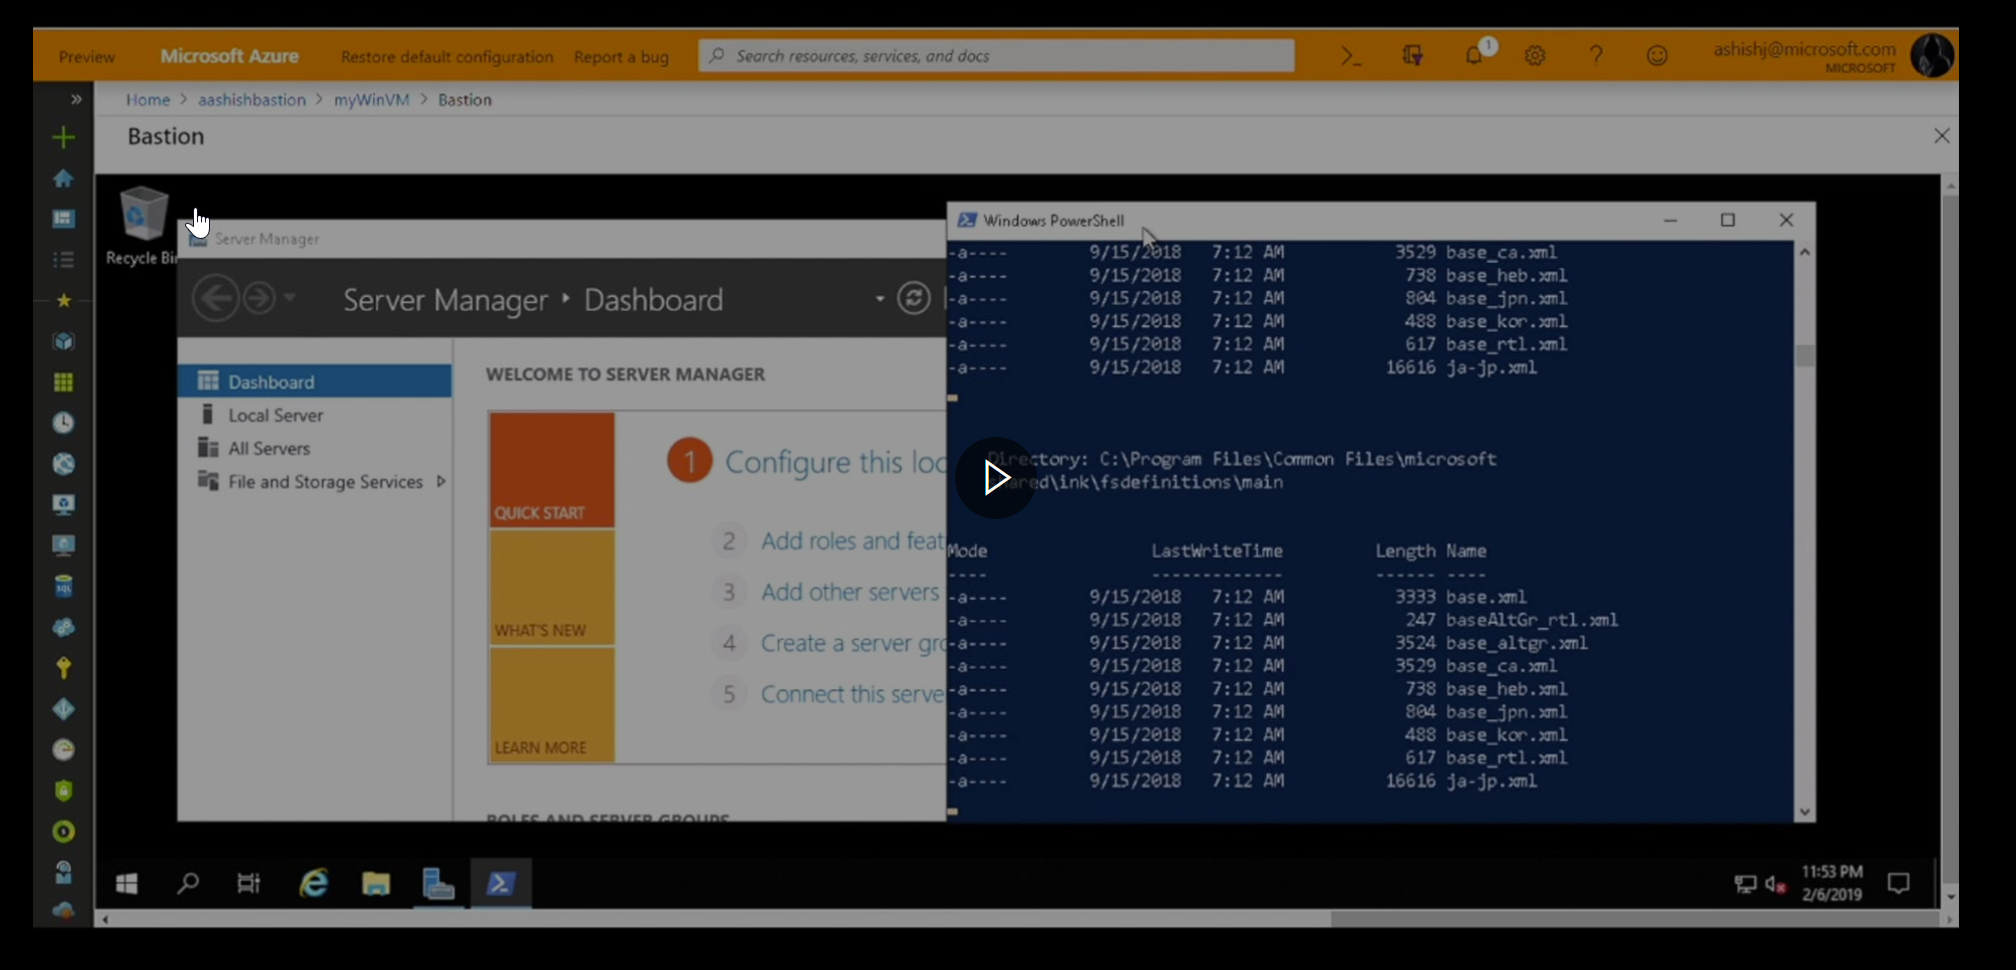 Preview Microsoft Azure Restore default configuration Report a bug Search resources, services, and docs >_ 1 ? ashishj@microsoft.com
MICROSOFT
» Home > aashishbastion > myWinVM > Bastion
Bastion
Recycle Bin
Server Manager
Server Manager ‣ Dashboard
Dashboard
Local Server
All Servers
File and Storage Services
WELCOME TO SERVER MANAGER
QUICK START
WHAT'S NEW
LEARN MORE
1 Configure this loc
2 Add roles and feat
3 Add other servers
4 Create a server gro
5 Connect this serve
ROLES AND SERVER GROUPS
Windows PowerShell
-a---- 9/15/2018 7:12 AM 3529 base_ca.xml
-a---- 9/15/2018 7:12 AM 738 base_heb.xml
-a---- 9/15/2018 7:12 AM 804 base_jpn.xml
-a---- 9/15/2018 7:12 AM 488 base_kor.xml
-a---- 9/15/2018 7:12 AM 617 base_rtl.xml
-a---- 9/15/2018 7:12 AM 16616 ja-jp.xml
Directory: C:\Program Files\Common Files\microsoft
shared\ink\fsdefinitions\main
Mode LastWriteTime Length Name
---- ------------- ------ ----
-a---- 9/15/2018 7:12 AM 3333 base.xml
-a---- 9/15/2018 7:12 AM 247 baseAltGr_rtl.xml
-a---- 9/15/2018 7:12 AM 3524 base_altgr.xml
-a---- 9/15/2018 7:12 AM 3529 base_ca.xml
-a---- 9/15/2018 7:12 AM 738 base_heb.xml
-a---- 9/15/2018 7:12 AM 804 base_jpn.xml
-a---- 9/15/2018 7:12 AM 488 base_kor.xml
-a---- 9/15/2018 7:12 AM 617 base_rtl.xml
-a---- 9/15/2018 7:12 AM 16616 ja-jp.xml
11:53 PM
2/6/2019